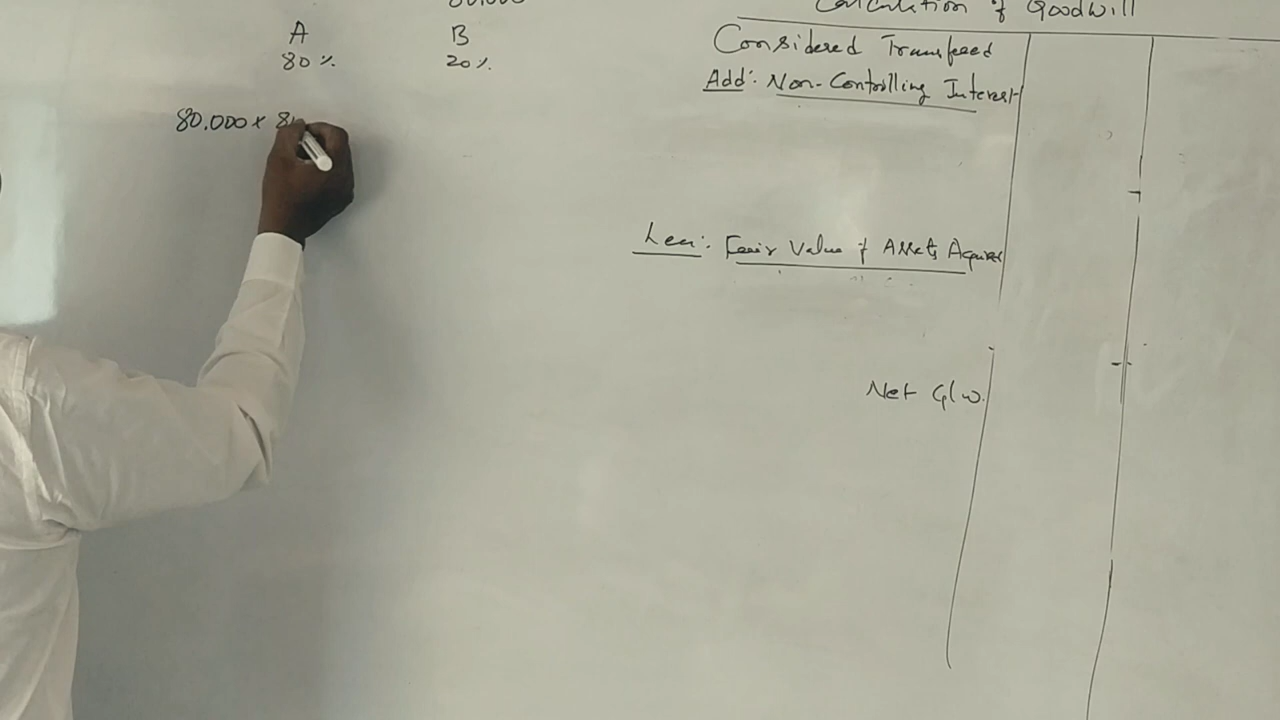 A B
80% 20%
80.000 x 8
Calculation of Goodwill
Considered Transfeed
Add: Non-Controlling Interest
Less: Fair Value of Assets Acquired
Net G/w.